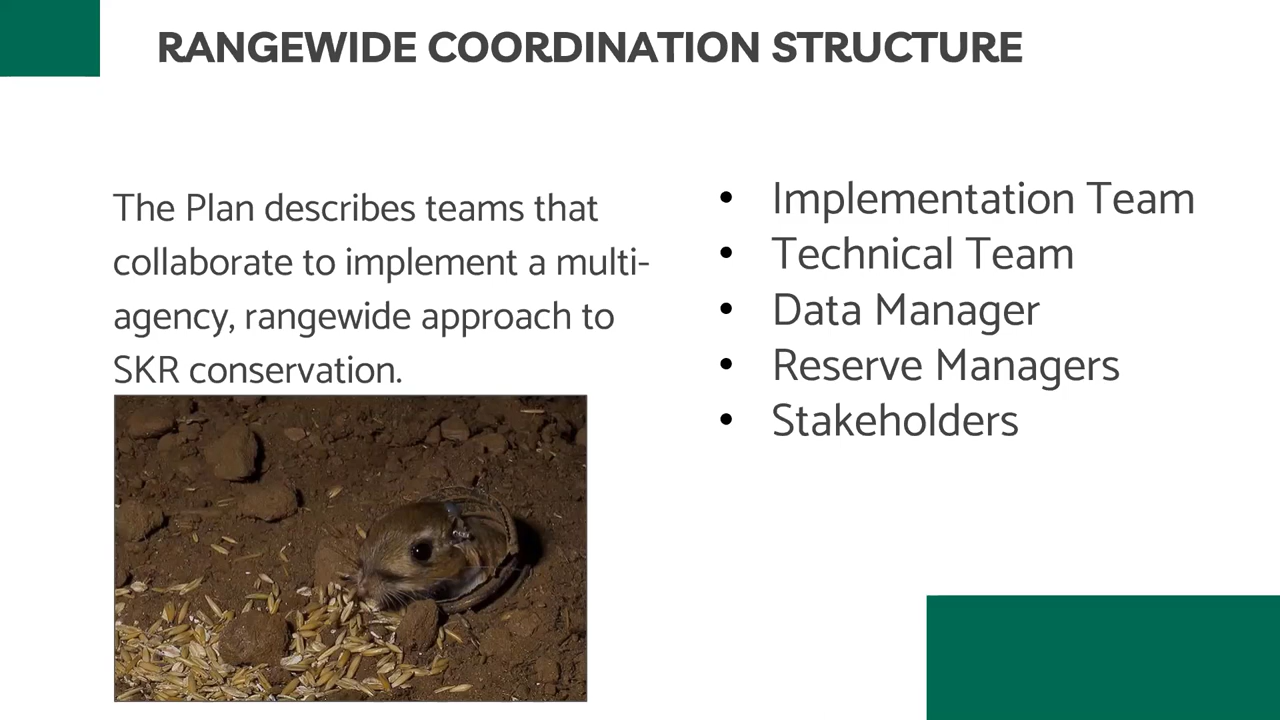 RANGEWIDE COORDINATION STRUCTURE
The Plan describes teams that
collaborate to implement a multi-
agency, rangewide approach to
SKR conservation.
• Implementation Team
• Technical Team
• Data Manager
• Reserve Managers
• Stakeholders